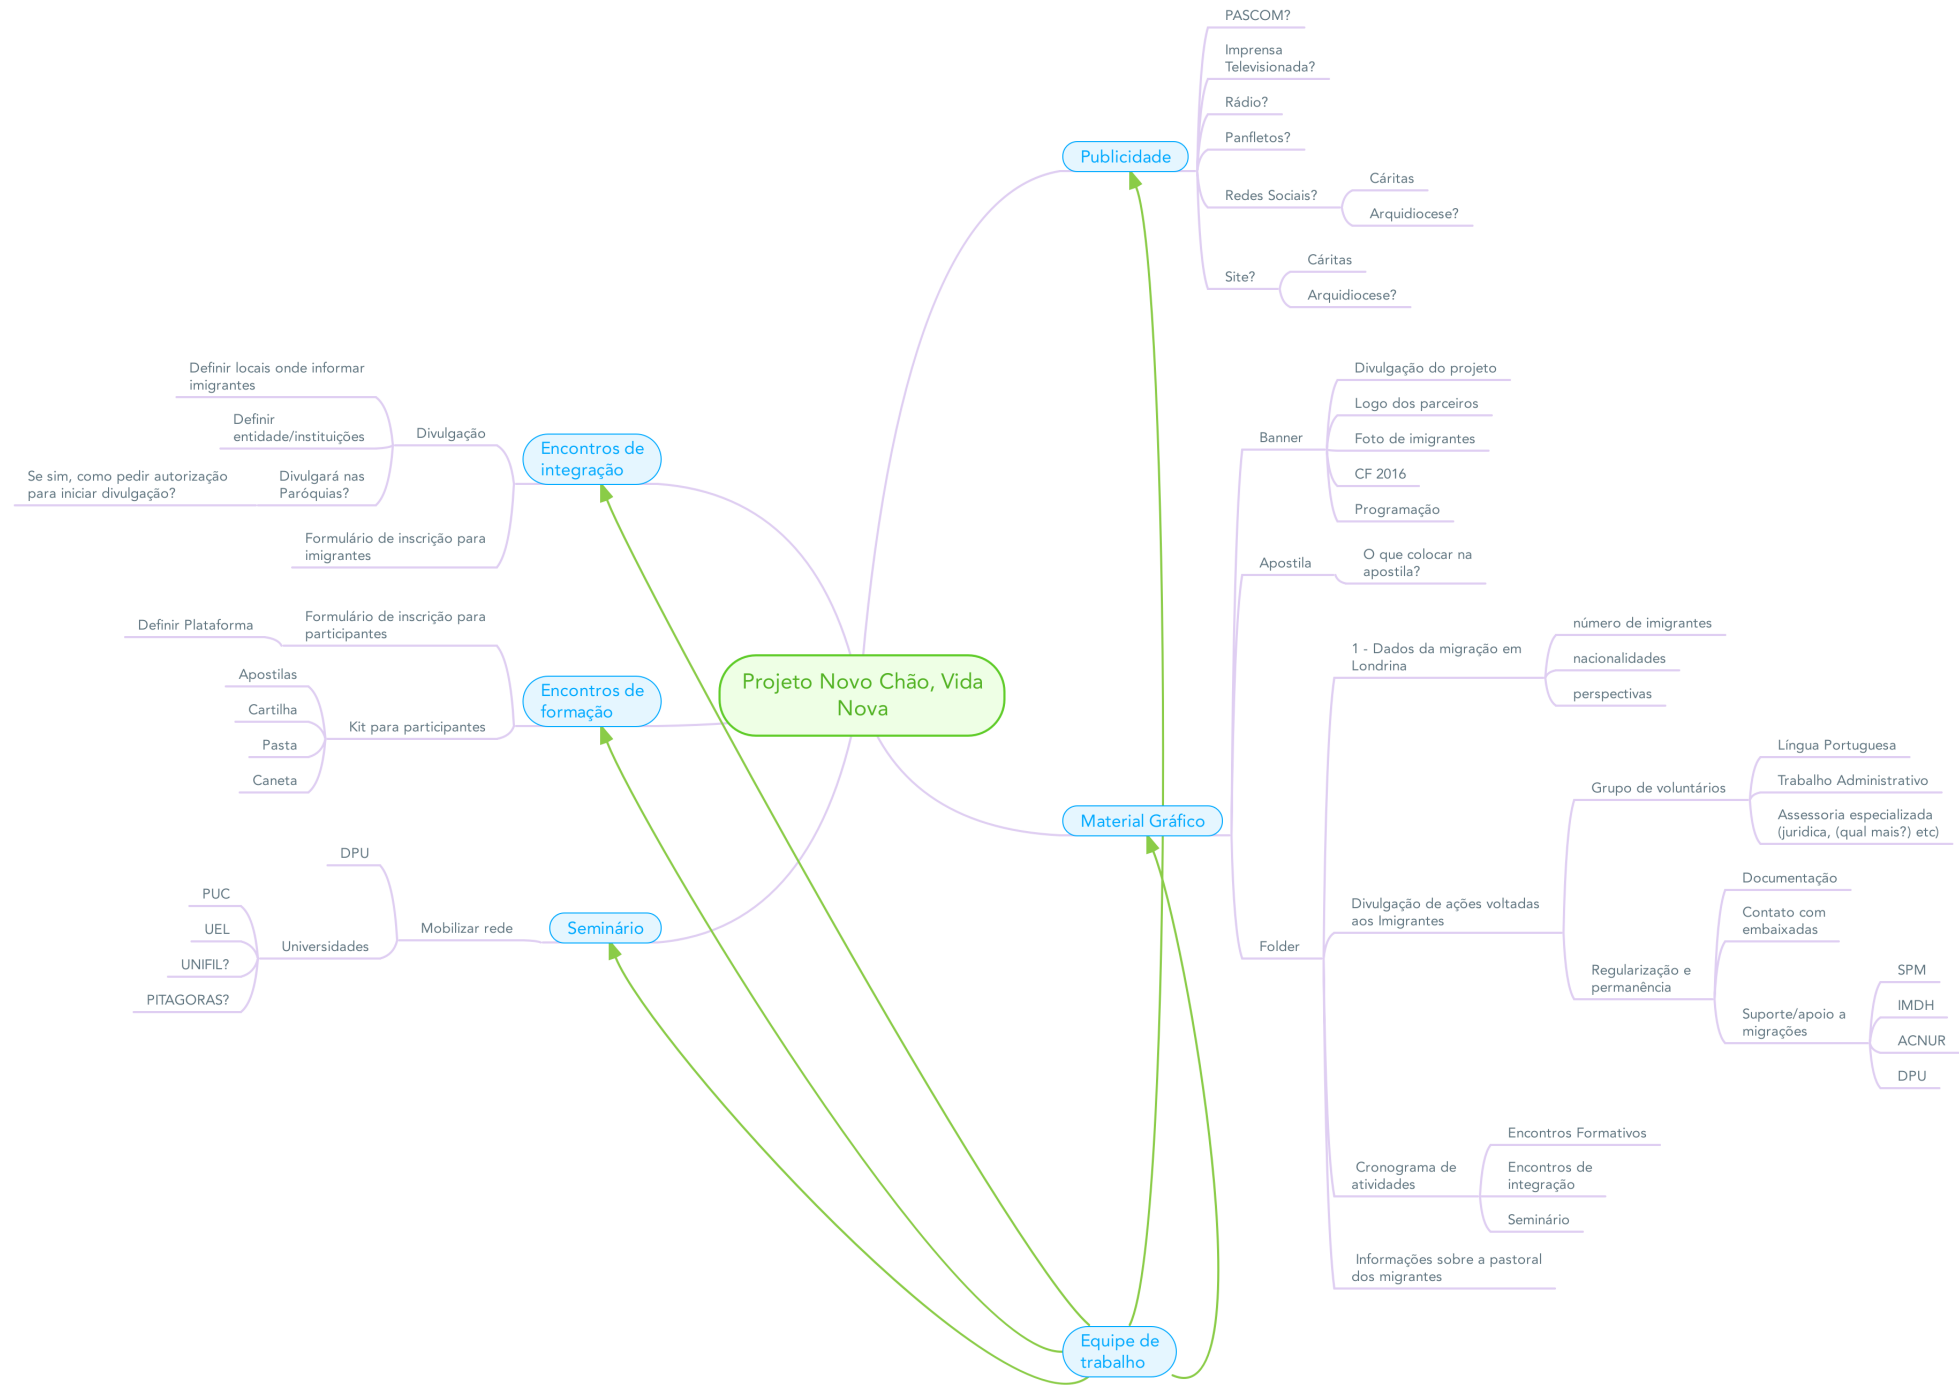 Projeto Novo Chão, Vida
Nova
Publicidade
PASCOM?
Imprensa
Televisionada?
Rádio?
Panfletos?
Redes Sociais?
Cáritas
Arquidiocese?
Site?
Cáritas
Arquidiocese?
Material Gráfico
Banner
Divulgação do projeto
Logo dos parceiros
Foto de imigrantes
CF 2016
Programação
Apostila
O que colocar na
apostila?
Folder
1 - Dados da migração em
Londrina
número de imigrantes
nacionalidades
perspectivas
Divulgação de ações voltadas
aos Imigrantes
Grupo de voluntários
Língua Portuguesa
Trabalho Administrativo
Assessoria especializada
(juridica, (qual mais?) etc)
Regularização e
permanência
Documentação
Contato com
embaixadas
Suporte/apoio a
migrações
SPM
IMDH
ACNUR
DPU
Cronograma de
atividades
Encontros Formativos
Encontros de
integração
Seminário
Informações sobre a pastoral
dos migrantes
Equipe de
trabalho
Encontros de
integração
Divulgação
Definir locais onde informar
imigrantes
Definir
entidade/instituições
Divulgará nas
Paróquias?
Se sim, como pedir autorização
para iniciar divulgação?
Formulário de inscrição para
imigrantes
Encontros de
formação
Formulário de inscrição para
participantes
Definir Plataforma
Kit para participantes
Apostilas
Cartilha
Pasta
Caneta
Seminário
Mobilizar rede
DPU
Universidades
PUC
UEL
UNIFIL?
PITAGORAS?